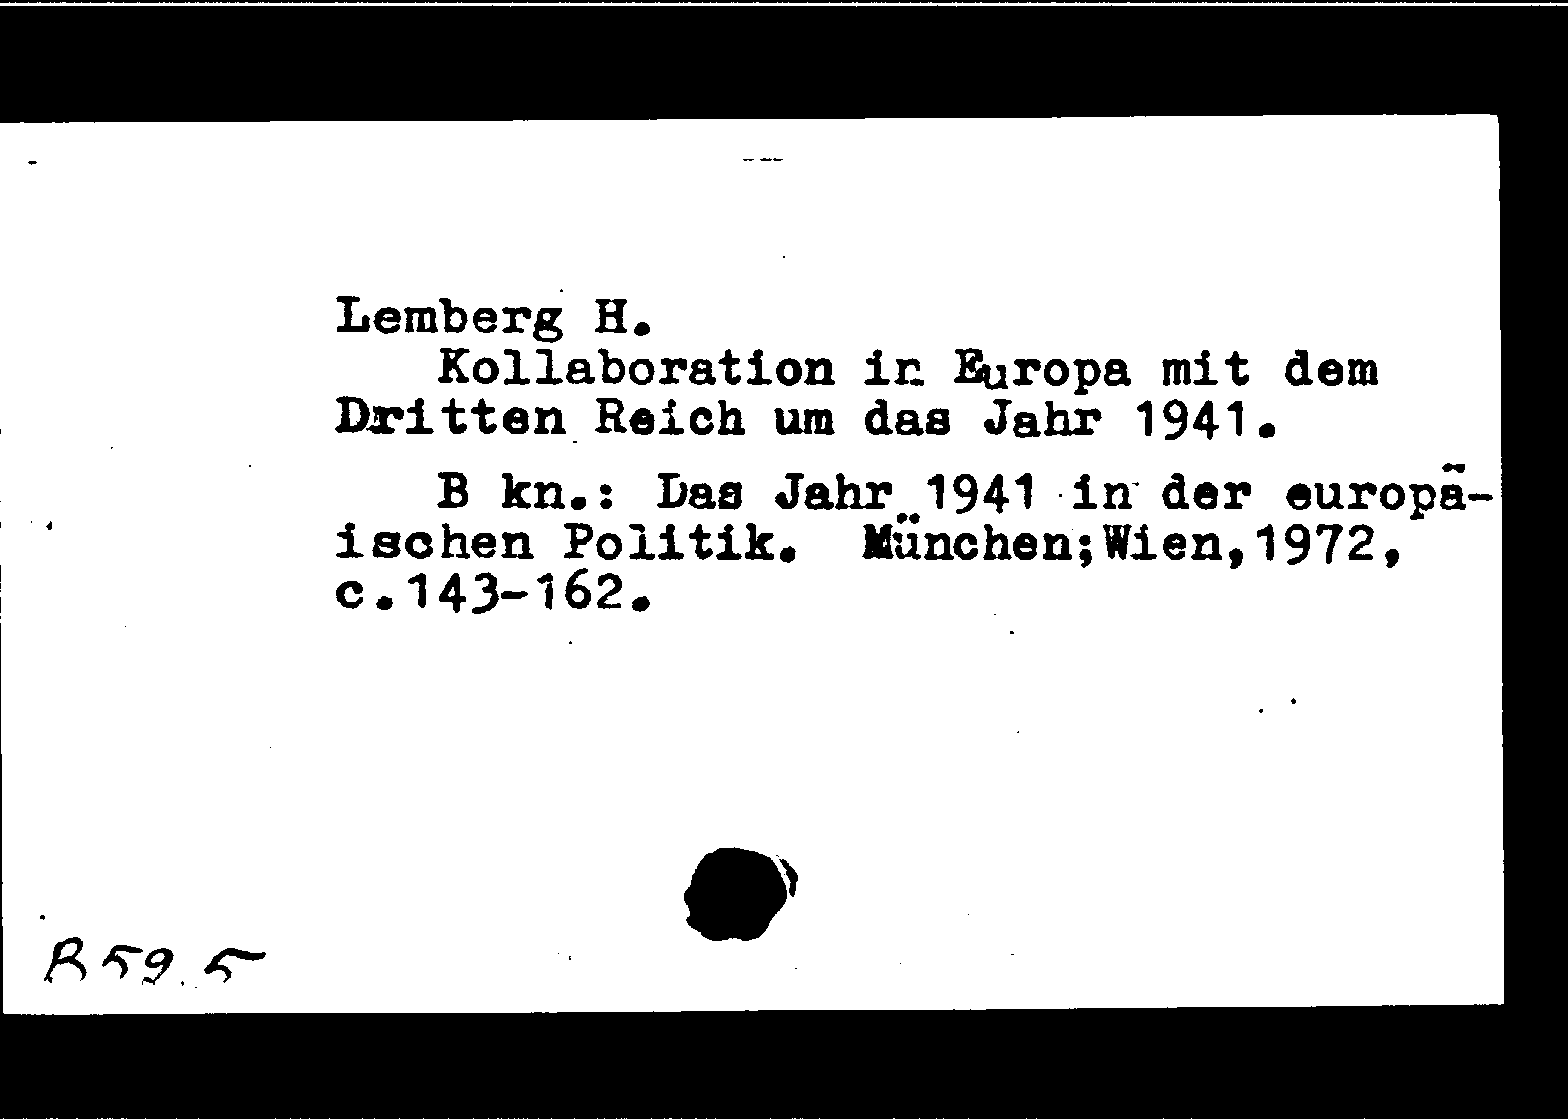 Lemberg H.
Kollaboration in Europa mit dem
Dritten Reich um das Jahr 1941.
В кн.: Das Jahr 1941 in der europä-
ischen Politik. München;Wien,1972,
с.143-162.
R 59.5